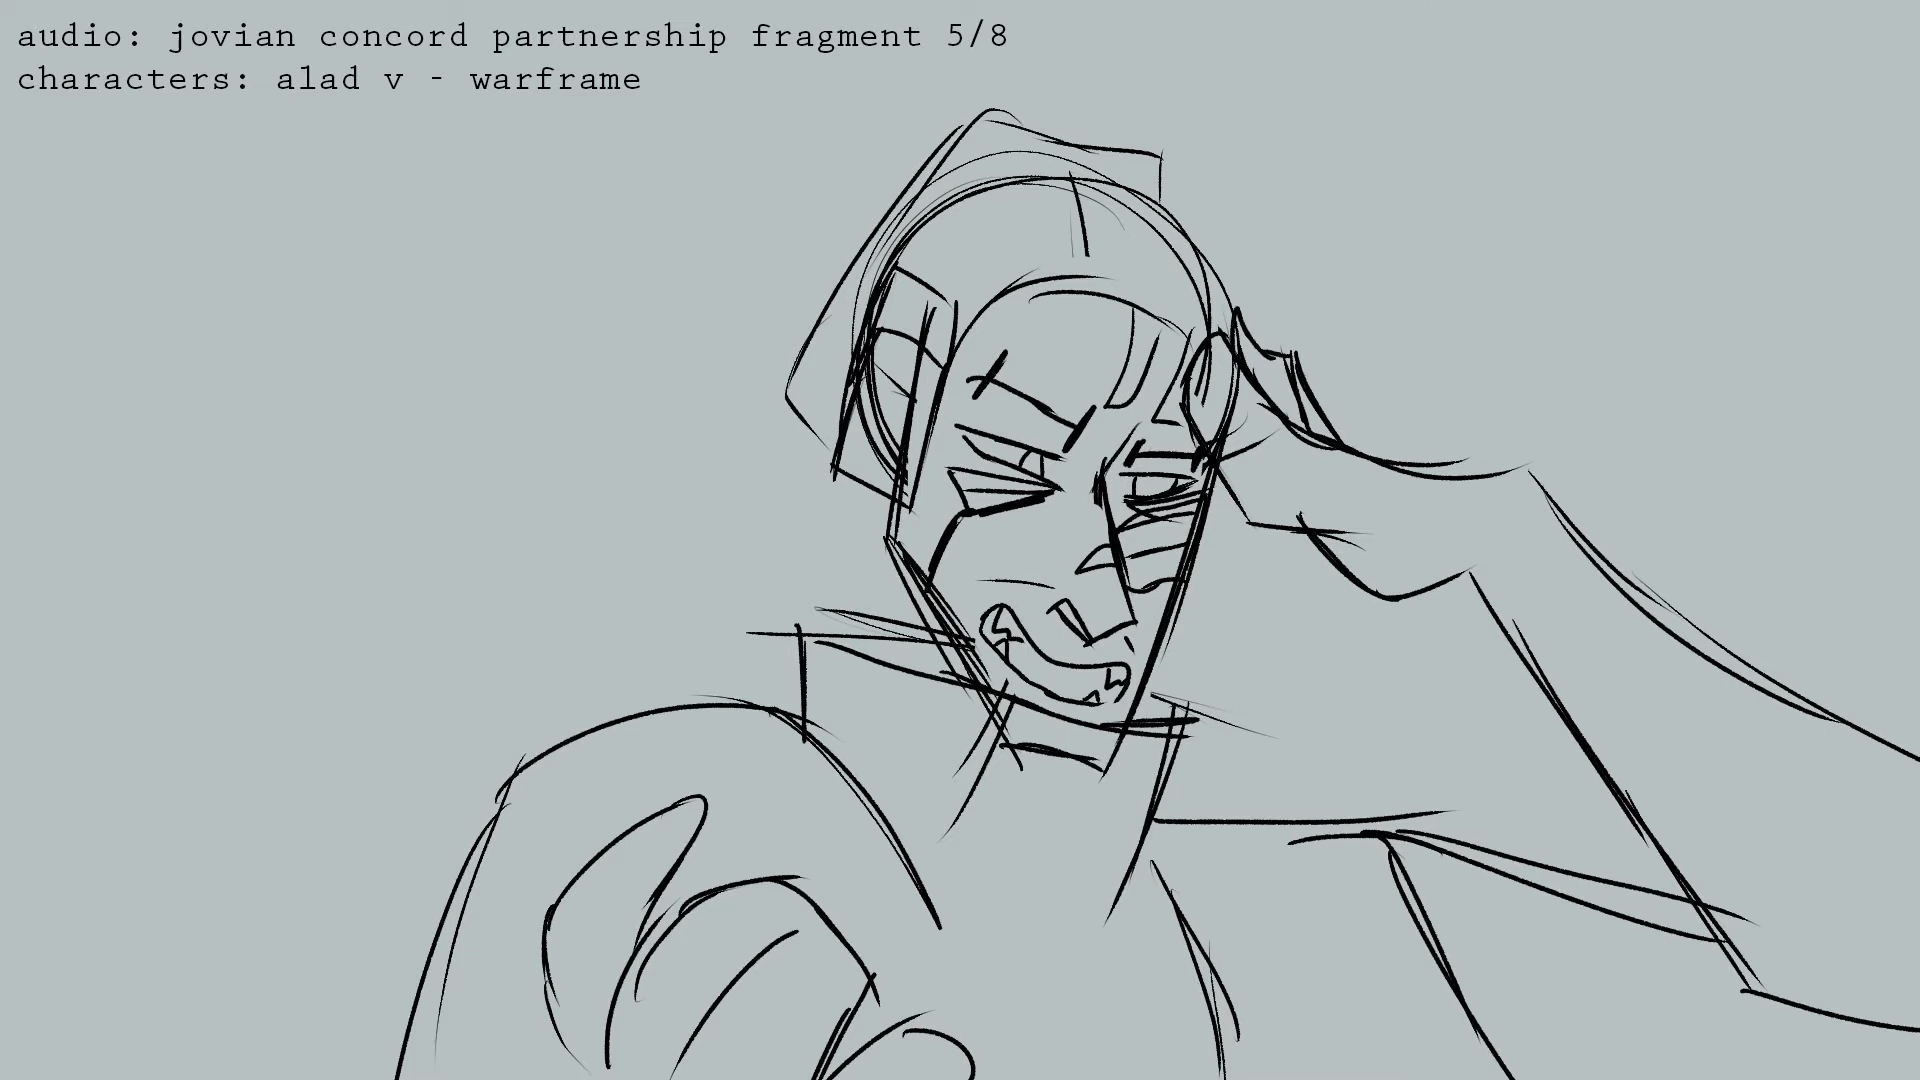 audio: jovian concord partnership fragment 5/8
characters: alad v - warframe